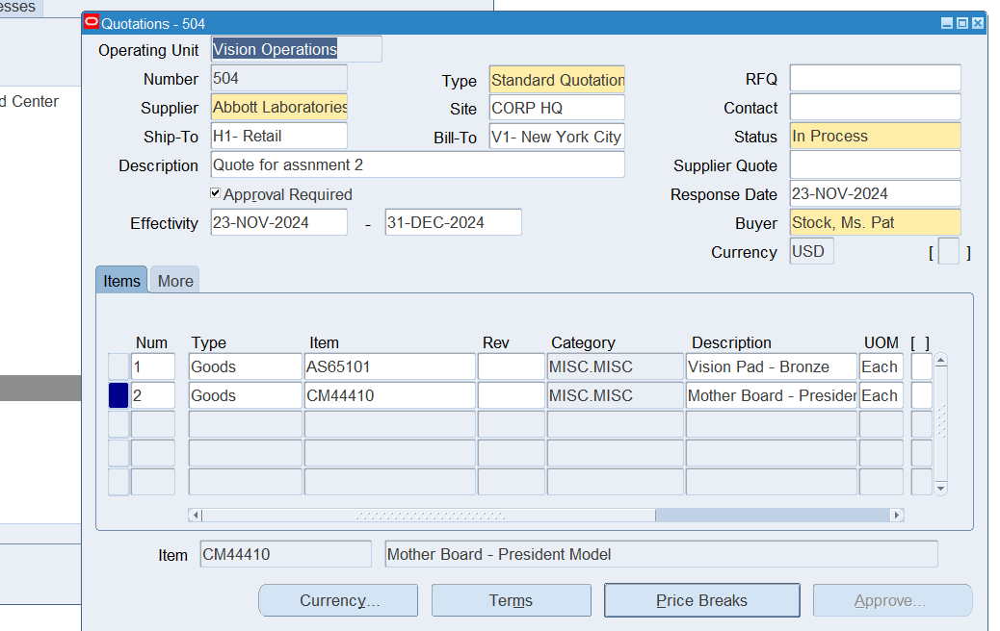 esses
Quotations - 504
Operating Unit Vision Operations
Number 504 Type Standard Quotation RFQ
d Center
Supplier Abbott Laboratories Site CORP HQ Contact
Ship-To H1- Retail Bill-To V1- New York City Status In Process
Description Quote for assnment 2 Supplier Quote
Approval Required Response Date 23-NOV-2024
Effectivity 23-NOV-2024 - 31-DEC-2024 Buyer Stock, Ms. Pat
Currency USD [ ]
Items More
Num Type Item Rev Category Description UOM [ ]
1 Goods AS65101 MISC.MISC Vision Pad - Bronze Each
2 Goods CM44410 MISC.MISC Mother Board - Presiden Each
Item CM44410 Mother Board - President Model
Currency... Terms Price Breaks Approve...